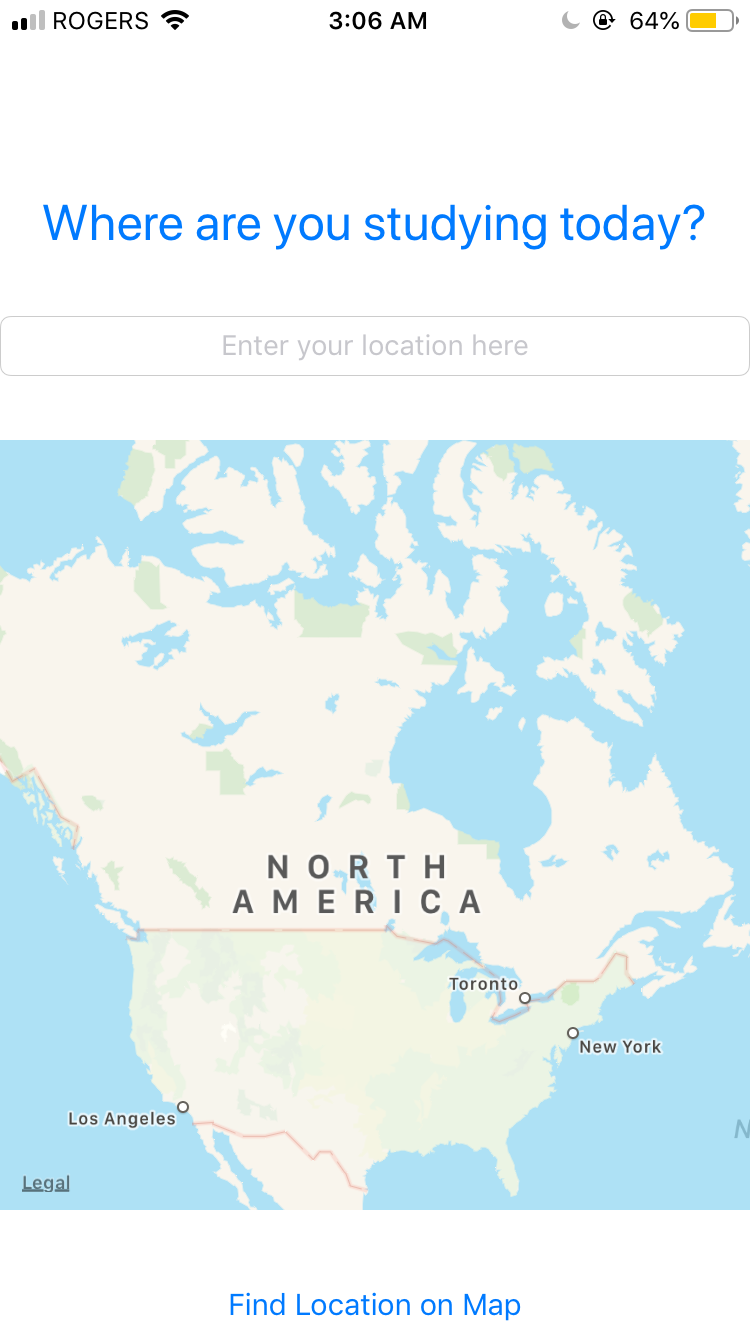 ROGERS 3:06 AM 64%
Where are you studying today?
Enter your location here
NORTH
AMERICA
Toronto
New York
Los Angeles
N
Legal
Find Location on Map